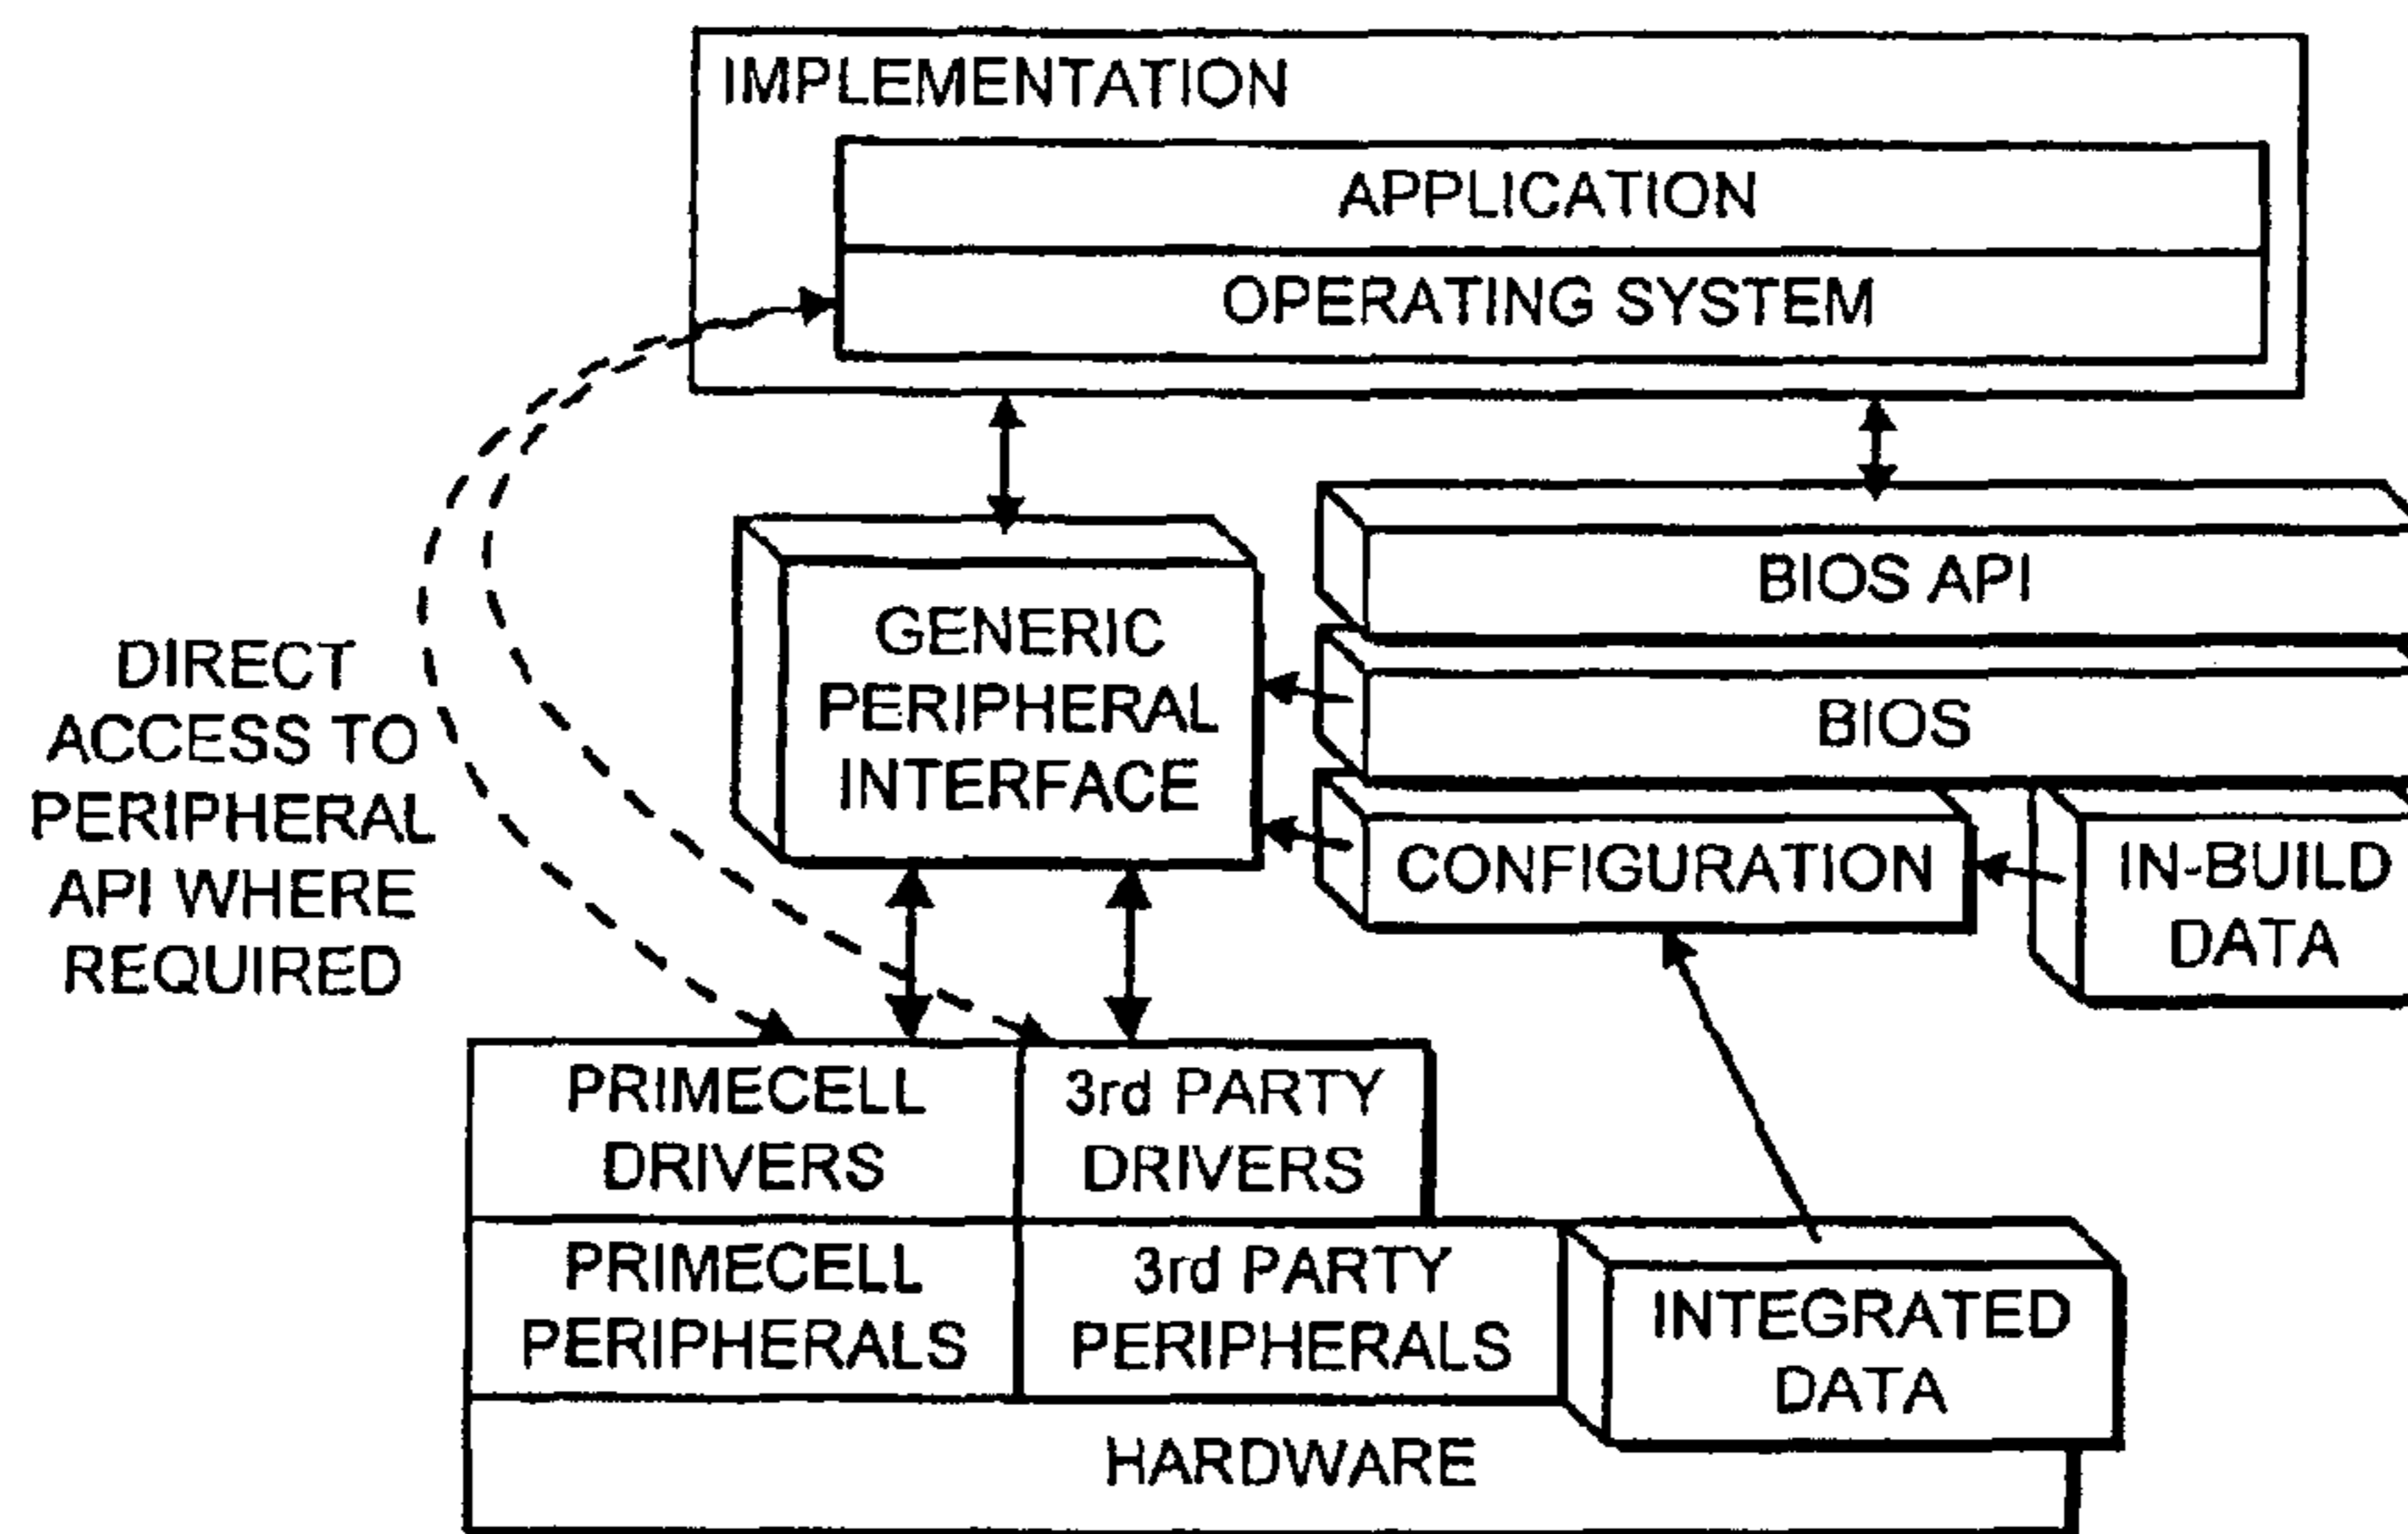 IMPLEMENTATION
APPLICATION
OPERATING SYSTEM
BIOS API
GENERIC
PERIPHERAL
INTERFACE
BIOS
DIRECT
ACCESS TO
PERIPHERAL
API WHERE
REQUIRED
CONFIGURATION
IN-BUILD
DATA
PRIMECELL
DRIVERS
3rd PARTY
DRIVERS
PRIMECELL
PERIPHERALS
3rd PARTY
PERIPHERALS
INTEGRATED
DATA
HARDWARE